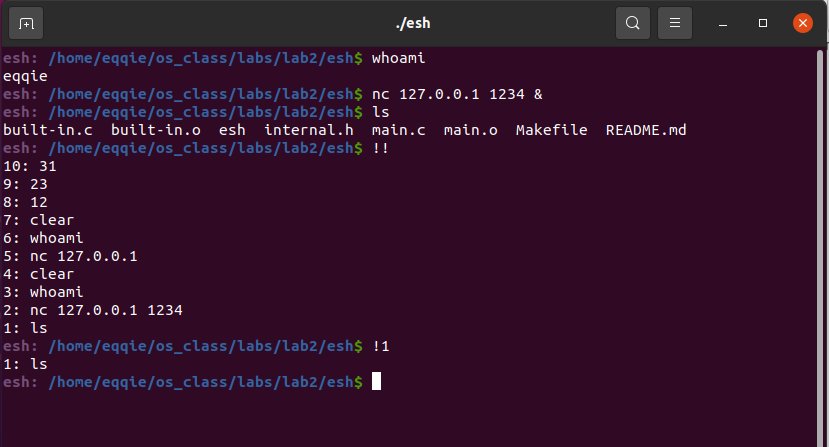 ./esh
esh: /home/eqqie/os_class/labs/lab2/esh$ whoami
eqqie
esh: /home/eqqie/os_class/labs/lab2/esh$ nc 127.0.0.1 1234 &
esh: /home/eqqie/os_class/labs/lab2/esh$ ls
built-in.c  built-in.o  esh  internal.h  main.c  main.o  Makefile  README.md
esh: /home/eqqie/os_class/labs/lab2/esh$ !!
10: 31
9: 23
8: 12
7: clear
6: whoami
5: nc 127.0.0.1
4: clear
3: whoami
2: nc 127.0.0.1 1234
1: ls
esh: /home/eqqie/os_class/labs/lab2/esh$ !1
1: ls
esh: /home/eqqie/os_class/labs/lab2/esh$